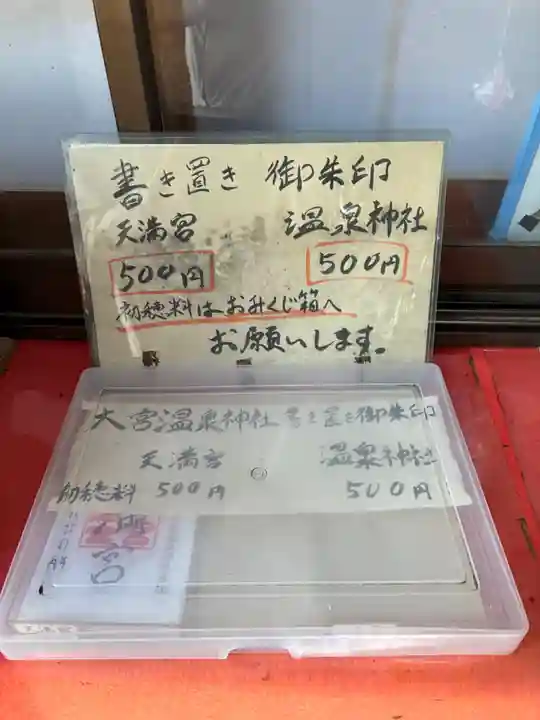 書き置き 御朱印
天満宮 温泉神社
500円 500円
初穂料はおみくじ箱へ
お願いします。
大宮温泉神社書き置き御朱印
天満宮 温泉神社
初穂料 500円 500円
宮